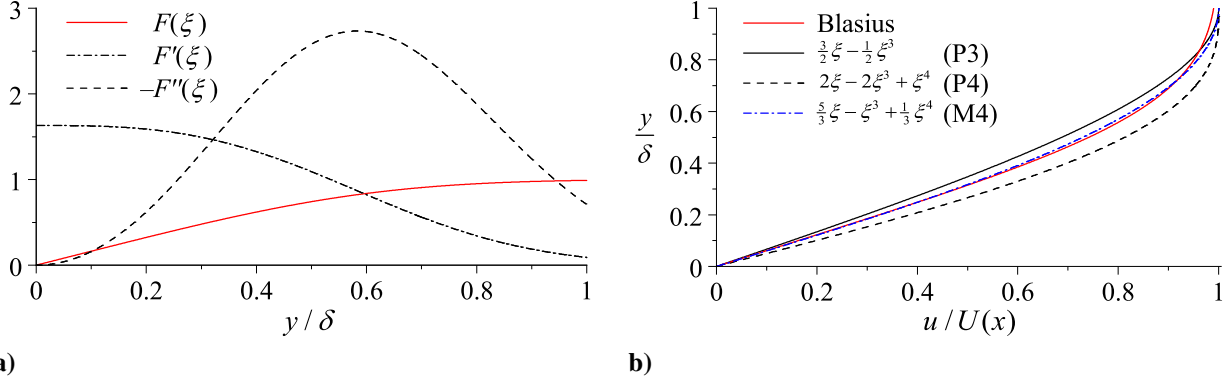 3
2
1
0
F(ξ)
F′(ξ)
–F″(ξ)
0 0.2 0.4 0.6 0.8 1
y / δ
a)
1
0.8
0.6
y/δ
0.4
0.2
0
Blasius
3/2 ξ – 1/2 ξ³ (P3)
2ξ – 2ξ³ + ξ⁴ (P4)
5/3 ξ – ξ³ + 1/3 ξ⁴ (M4)
0 0.2 0.4 0.6 0.8 1
u / U(x)
b)